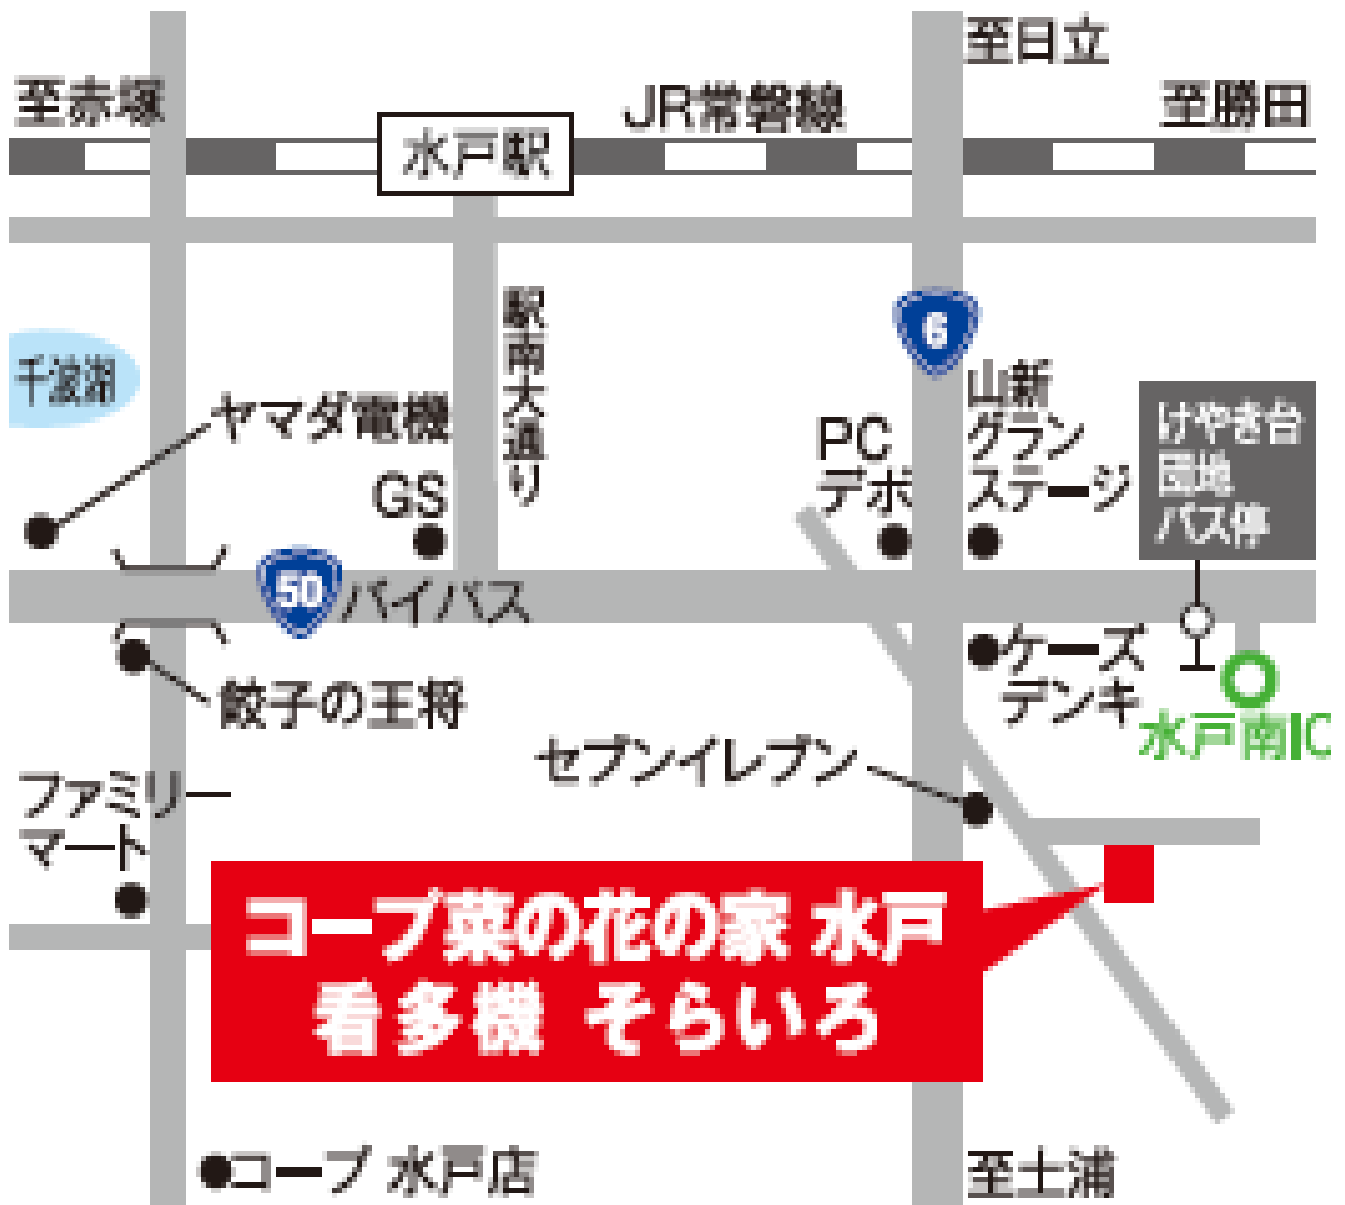 至日立
至赤塚
JR常磐線
至勝田
水戸駅
駅南大通り
6
千波湖
ヤマダ電機
山新
グラン
ステージ
PC
デポ
けやき台
団地
バス停
GS
50
バイパス
ケーズ
デンキ
餃子の王将
水戸南IC
セブンイレブン
ファミリ
マート
コープ菜の花の家 水戸
看多機 そらいろ
コープ 水戸店
至土浦